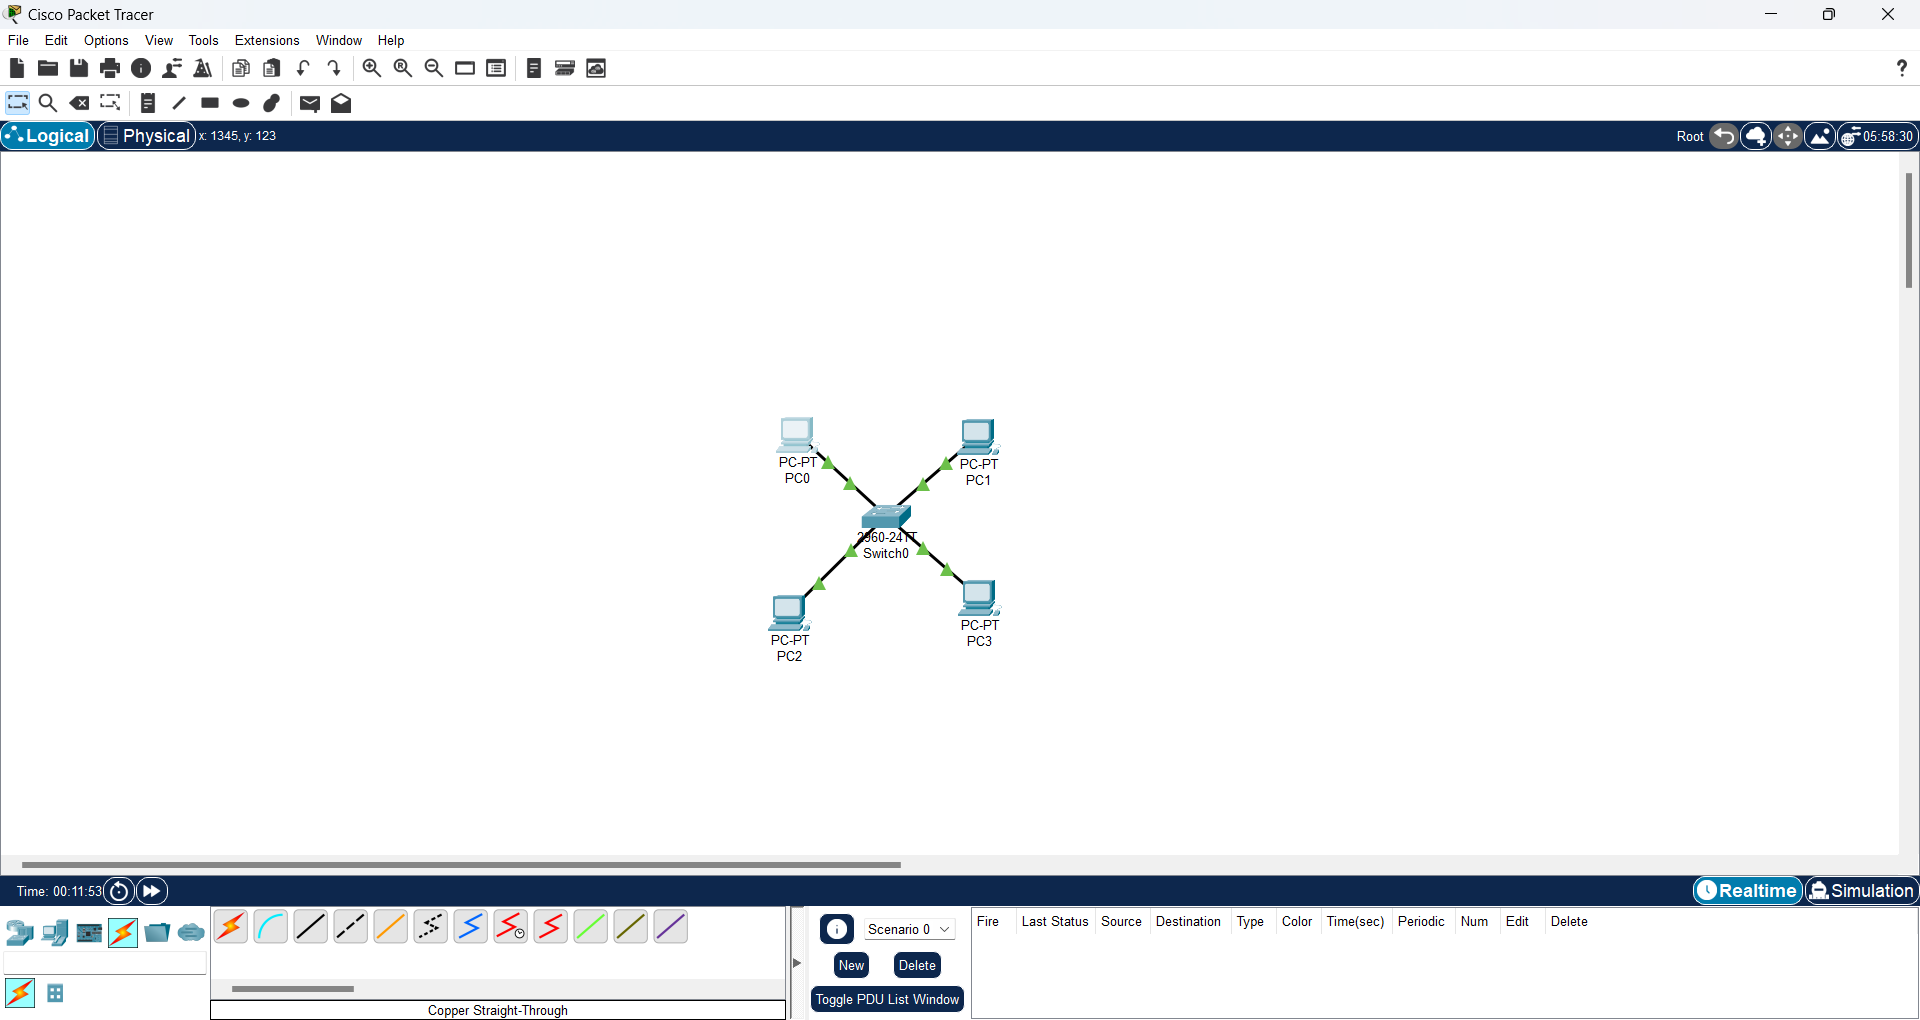 Cisco Packet Tracer
File Edit Options View Tools Extensions Window Help
Logical Physical x: 1345, y: 123 Root 05:58:30
PC-PT
PC0
PC-PT
PC1
2960-24TT
Switch0
PC-PT
PC2
PC-PT
PC3
Time: 00:11:53 Realtime Simulation
Scenario 0
New Delete
Toggle PDU List Window
Fire Last Status Source Destination Type Color Time(sec) Periodic Num Edit Delete
Copper Straight-Through